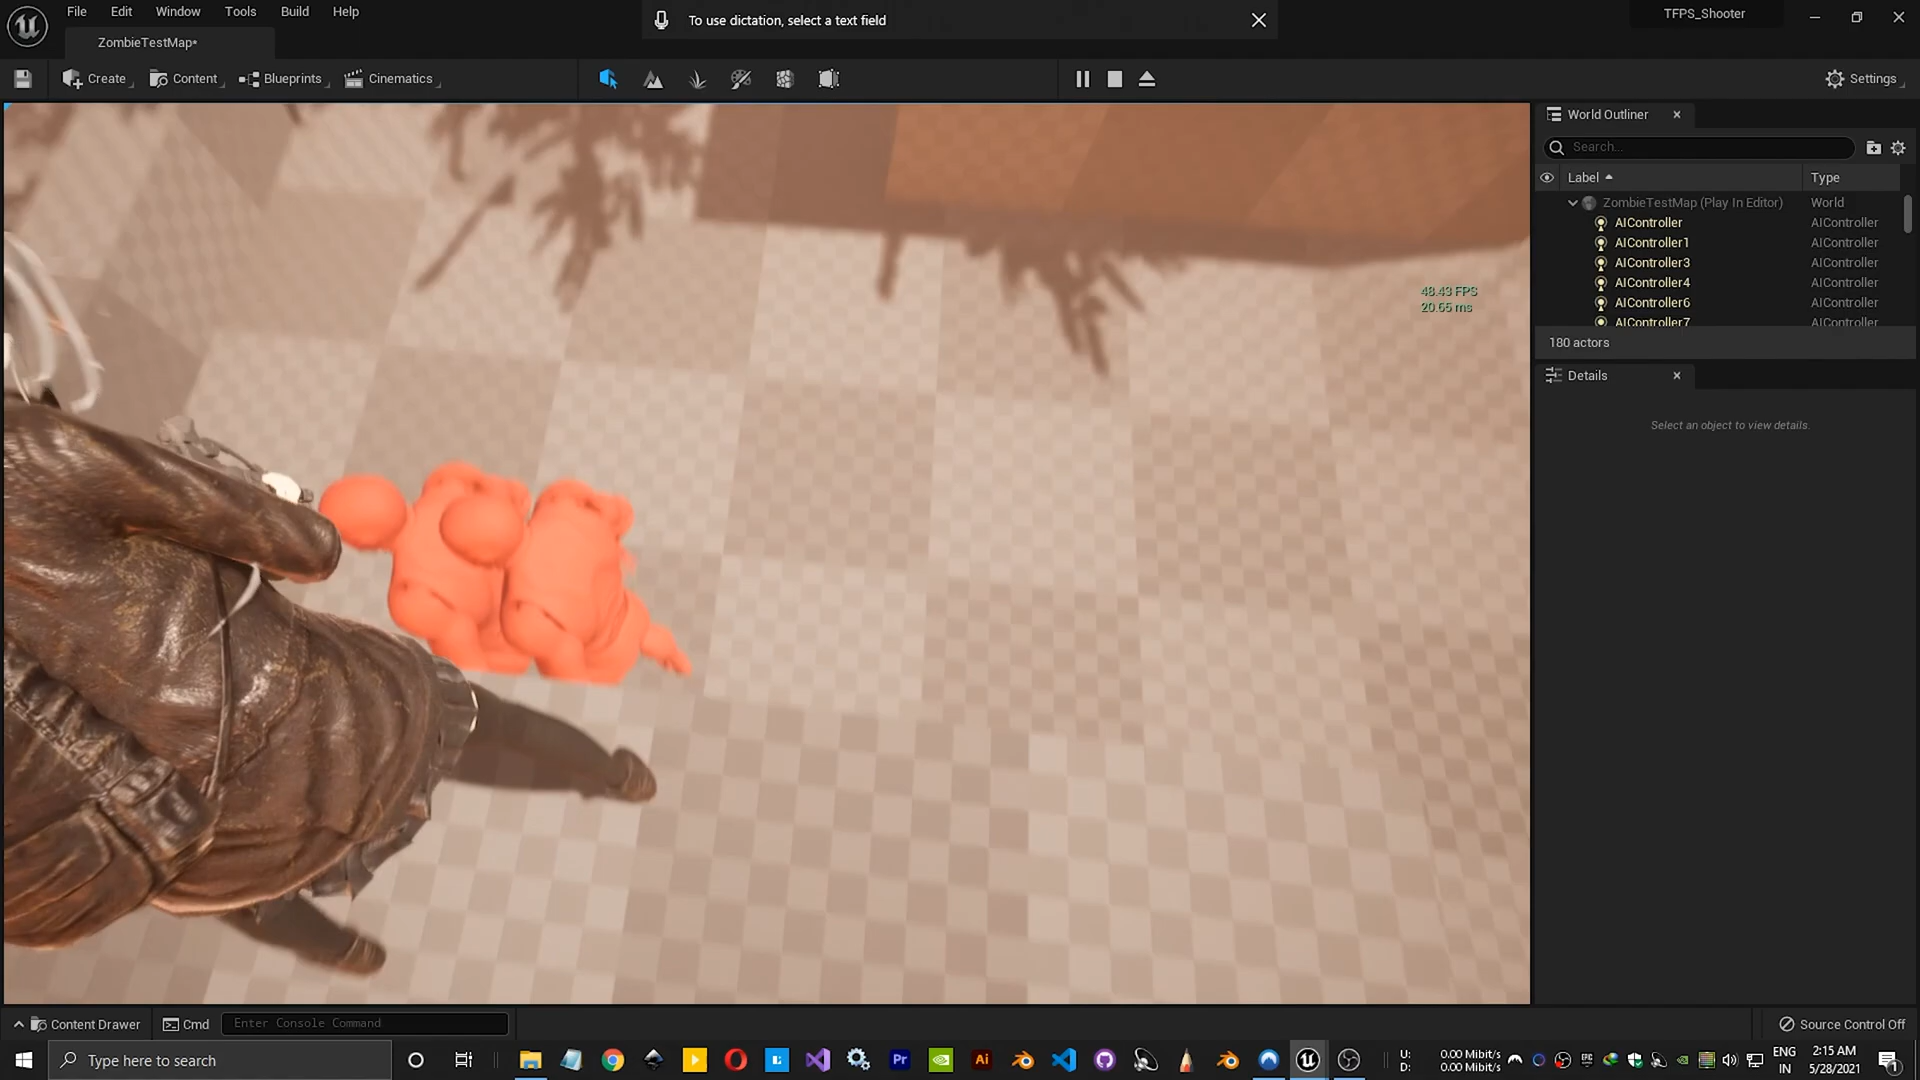 File Edit Window Tools Build Help
To use dictation, select a text field
TFPS_Shooter
ZombieTestMap*
Create Content Blueprints Cinematics
Settings
World Outliner
Search...
Label Type
ZombieTestMap (Play In Editor) World
AIController AIController
AIController1 AIController
AIController3 AIController
AIController4 AIController
AIController6 AIController
AIController7 AIController
180 actors
48.43 FPS
20.65 ms
Details
Select an object to view details.
Content Drawer Cmd Enter Console Command
Source Control Off
Type here to search
Pr Ai
U: 0.00 Mibit/s
D: 0.00 Mibit/s
ENG
IN
2:15 AM
5/28/2021
1